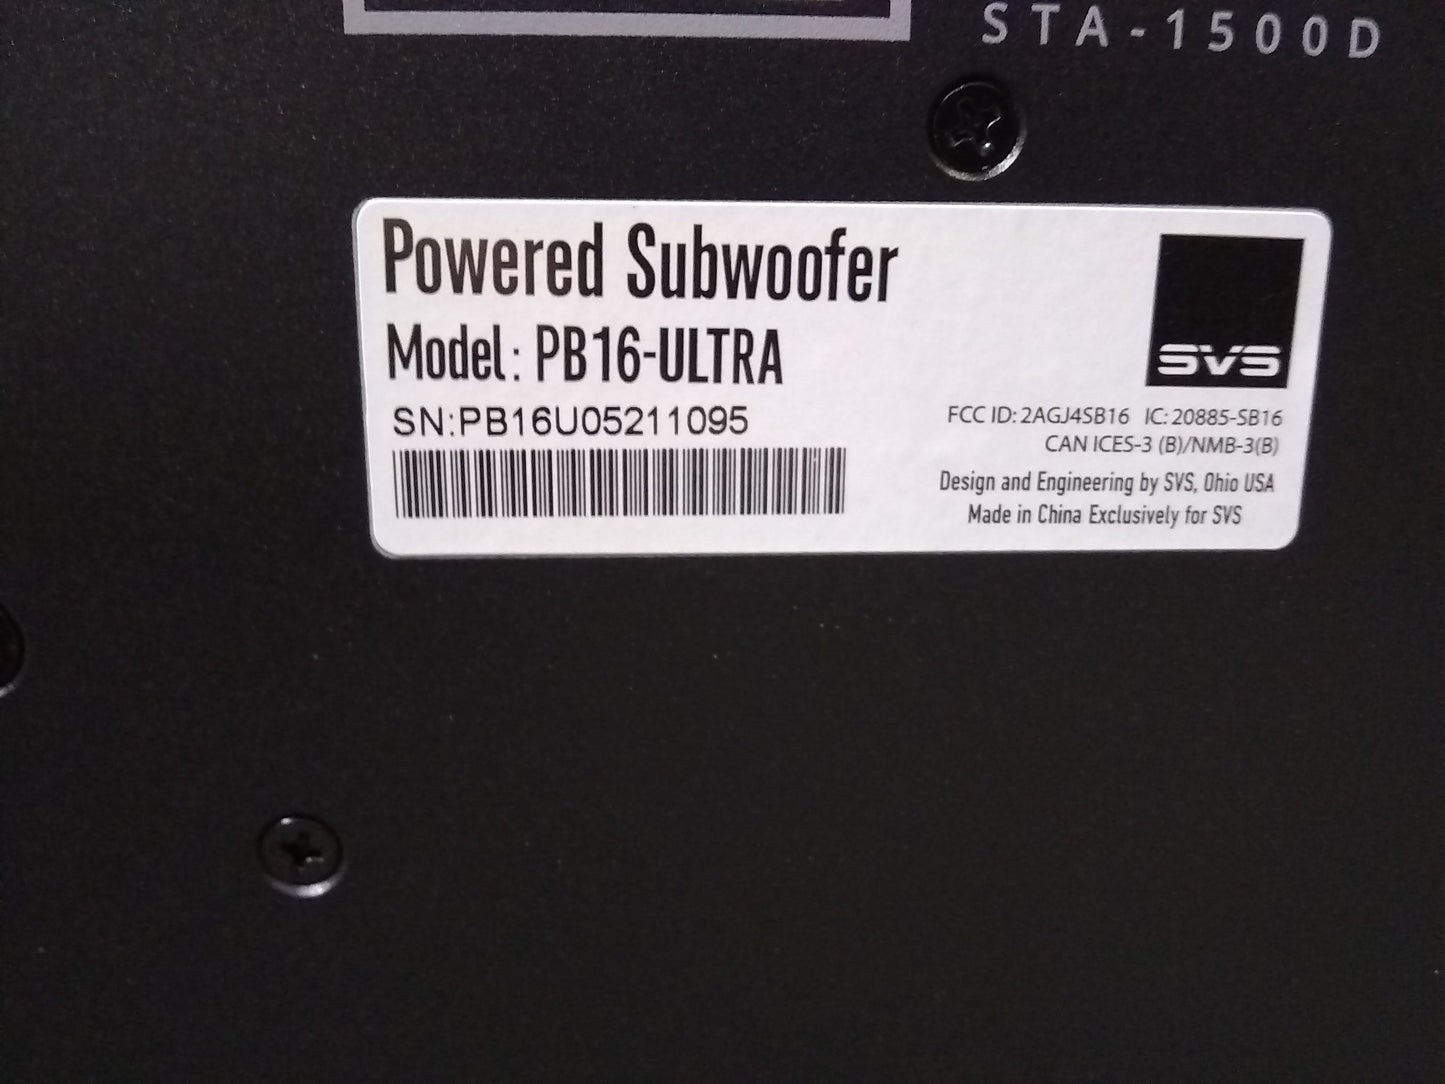 STA-1500D
Powered Subwoofer
Model: PB16-ULTRA
SVS
SN:PB16U05211095
FCC ID: 2AGJ4SB16 IC: 20885-SB16
CAN ICES-3 (B)/NMB-3(B)
Design and Engineering by SVS, Ohio USA
Made in China Exclusively for SVS